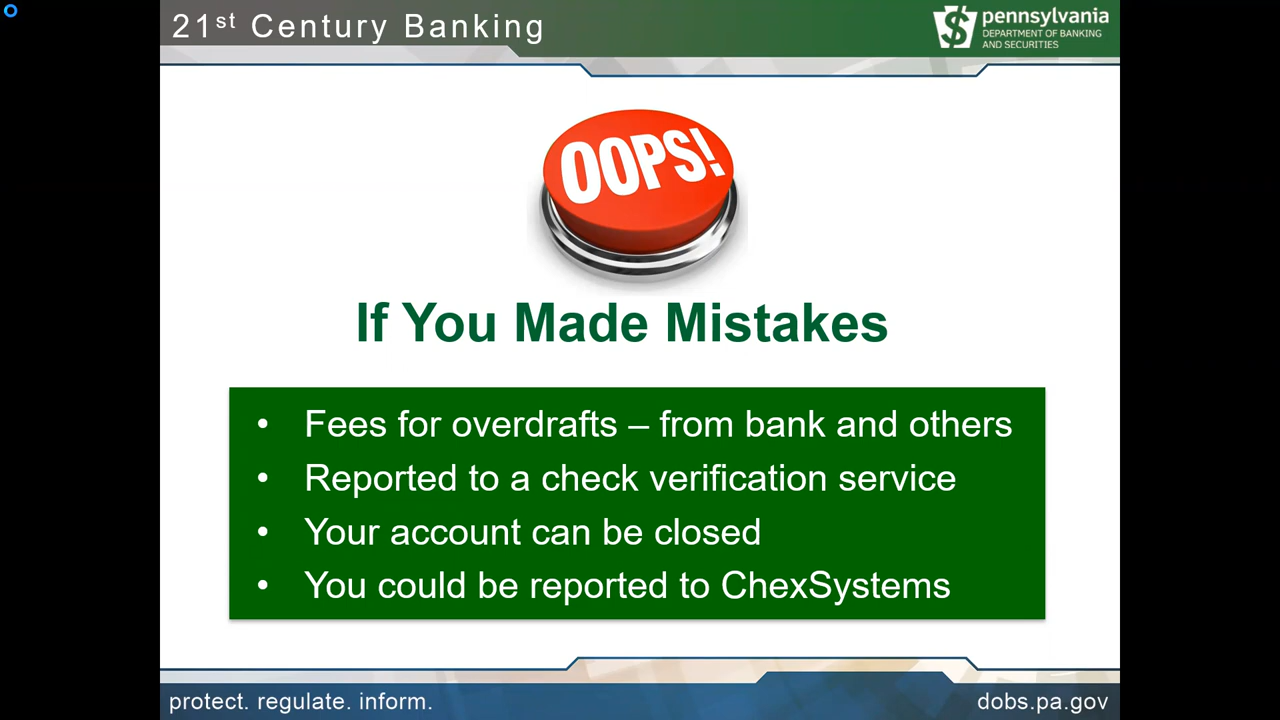 21st Century Banking
pennsylvania
DEPARTMENT OF BANKING
AND SECURITIES
OOPS!
If You Made Mistakes
• Fees for overdrafts – from bank and others
• Reported to a check verification service
• Your account can be closed
• You could be reported to ChexSystems
protect. regulate. inform.
dobs.pa.gov